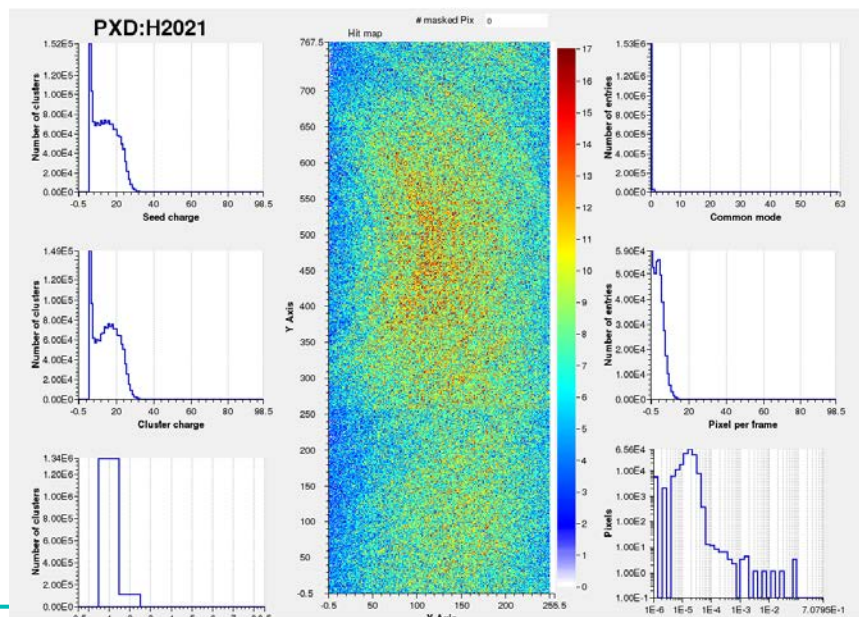 PXD:H2021
# masked Pix 0
Hit map
1.52E5
1.20E5
1.00E5
8.00E4
6.00E4
4.00E4
2.00E4
0.00E0
-0.5 20 40 60 80 98.5
Number of clusters
Seed charge
1.49E5
1.20E5
1.00E5
8.00E4
6.00E4
4.00E4
2.00E4
0.00E0
-0.5 20 40 60 80 98.5
Number of clusters
Cluster charge
1.34E6
1.20E6
1.00E6
8.00E5
6.00E5
4.00E5
2.00E5
0.00E0
Number of clusters
767.5
700
650
600
550
500
450
400
350
300
250
200
150
100
50
-0.5
Y Axis
-0.5 50 100 150 200 255.5
X Axis
17
16
15
14
13
12
11
10
9
8
7
6
5
4
3
2
1
0
1.53E6
1.20E6
1.00E6
8.00E5
6.00E5
4.00E5
2.00E5
0.00E0
0 10 20 30 40 50 63
Number of entries
Common mode
5.90E4
5.00E4
4.00E4
3.00E4
2.00E4
1.00E4
0.00E0
-0.5 20 40 60 80 98.5
Number of entries
Pixel per frame
6.56E4
1.00E4
1.00E3
1.00E2
1.00E1
1.00E0
1.00E-1
Pixels
1E-6 1E-5 1E-4 1E-3 1E-2 7.0795E-1